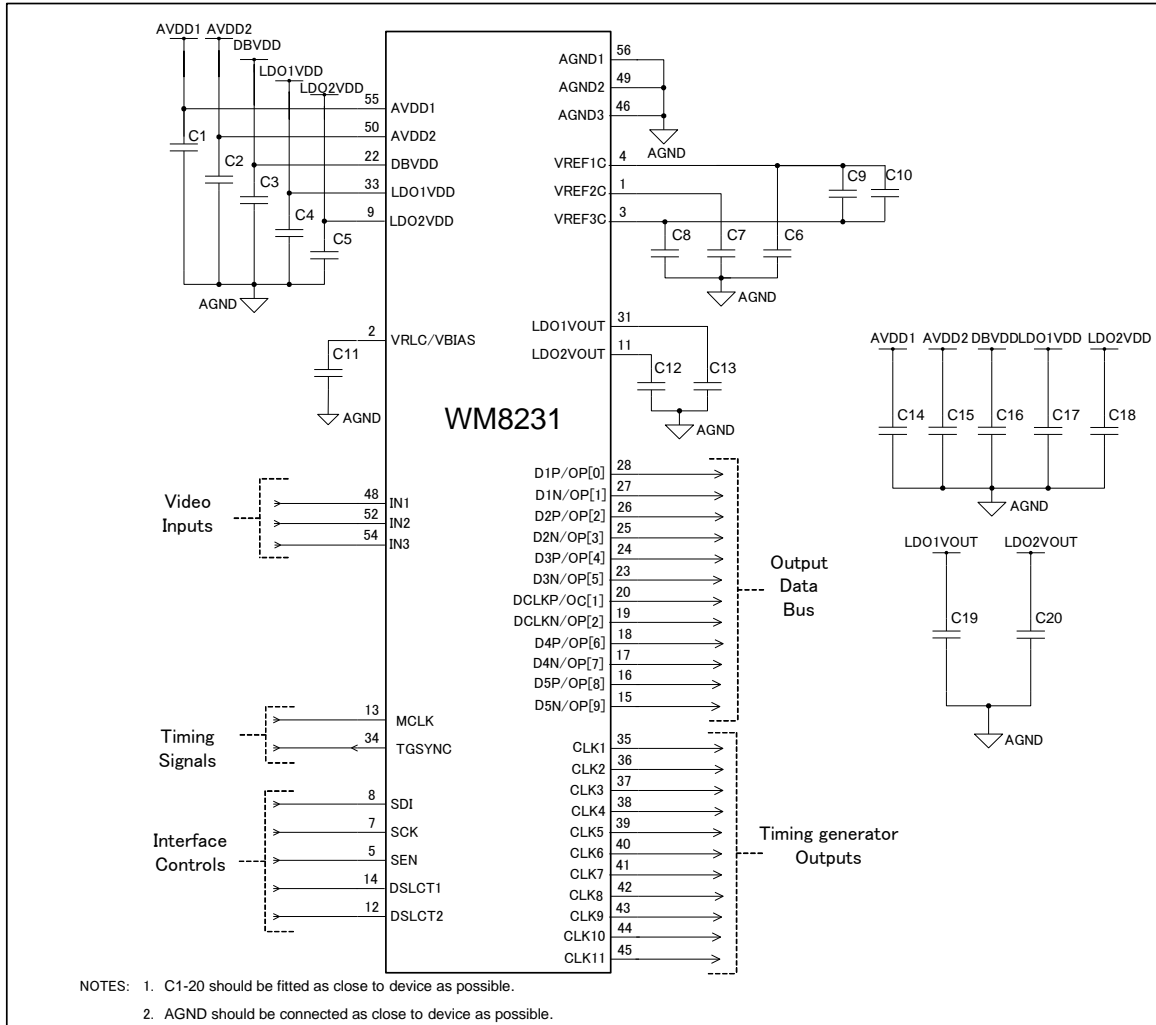 AVDD1
AVDD2
DBVDD
LDO1VDD
LDO2VDD
C1
C2
C3
C4
C5
AGND
55 AVDD1
50 AVDD2
22 DBVDD
33 LDO1VDD
9 LDO2VDD
2 VRLC/VBIAS
C11
AGND
WM8231
AGND1 56
AGND2 49
AGND3 46
AGND
VREF1C 4
VREF2C 1
VREF3C 3
C9
C10
C8
C7
C6
AGND
LDO1VOUT 31
LDO2VOUT 11
C12
C13
AGND
Video
Inputs
48 IN1
52 IN2
54 IN3
Timing
Signals
13 MCLK
34 TGSYNC
Interface
Controls
8 SDI
7 SCK
5 SEN
14 DSLCT1
12 DSLCT2
D1P/OP[0] 28
D1N/OP[1] 27
D2P/OP[2] 26
D2N/OP[3] 25
D3P/OP[4] 24
D3N/OP[5] 23
DCLKP/OC[1] 20
DCLKN/OP[2] 19
D4P/OP[6] 18
D4N/OP[7] 17
D5P/OP[8] 16
D5N/OP[9] 15
Output
Data
Bus
CLK1 35
CLK2 36
CLK3 37
CLK4 38
CLK5 39
CLK6 40
CLK7 41
CLK8 42
CLK9 43
CLK10 44
CLK11 45
Timing generator
Outputs
AVDD1 AVDD2 DBVDD LDO1VDD LDO2VDD
C14 C15 C16 C17 C18
AGND
LDO1VOUT LDO2VOUT
C19 C20
AGND
NOTES: 1. C1-20 should be fitted as close to device as possible.
2. AGND should be connected as close to device as possible.